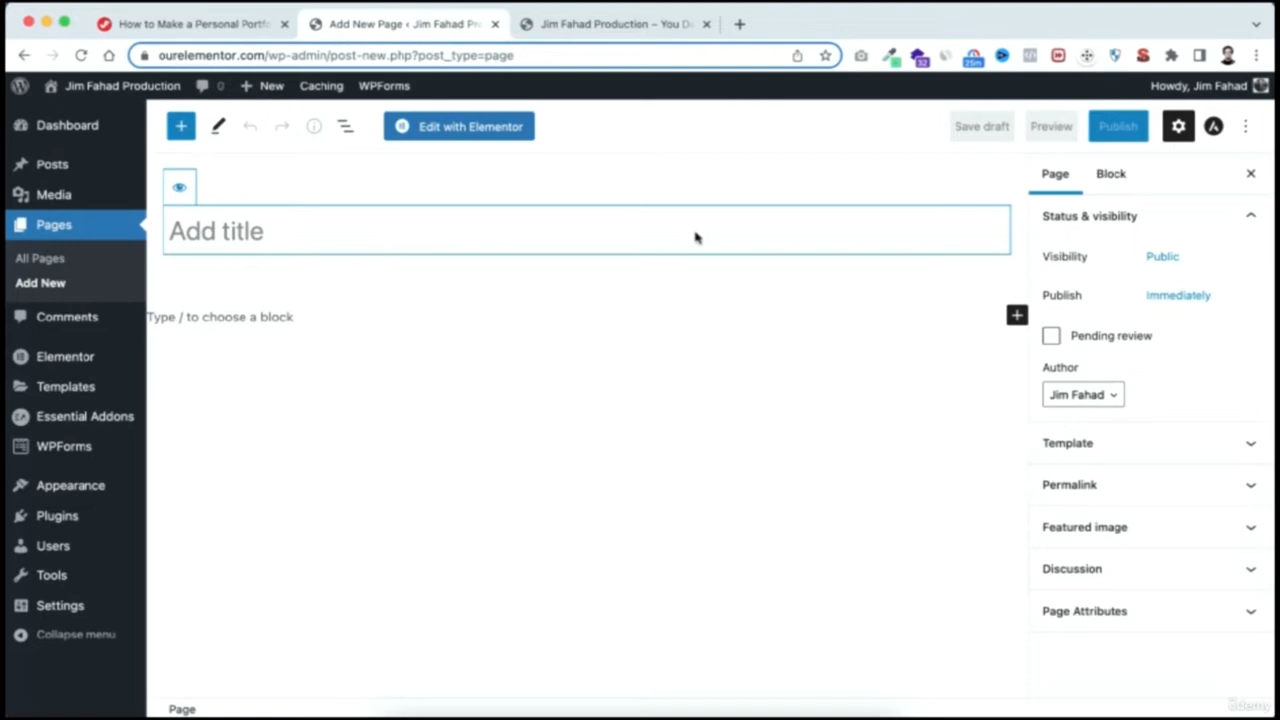 How to Make a Personal Portfo
Add New Page ‹ Jim Fahad Pro
Jim Fahad Production – You De
ourelementor.com/wp-admin/post-new.php?post_type=page
Jim Fahad Production 0 + New Caching WPForms Howdy, Jim Fahad
Dashboard
Posts
Media
Pages
All Pages
Add New
Comments
Elementor
Templates
Essential Addons
WPForms
Appearance
Plugins
Users
Tools
Settings
Collapse menu
Edit with Elementor
Save draft Preview Publish
Add title
Type / to choose a block
Page Block
Status & visibility
Visibility Public
Publish Immediately
Pending review
Author
Jim Fahad
Template
Permalink
Featured image
Discussion
Page Attributes
Page
ûdemy